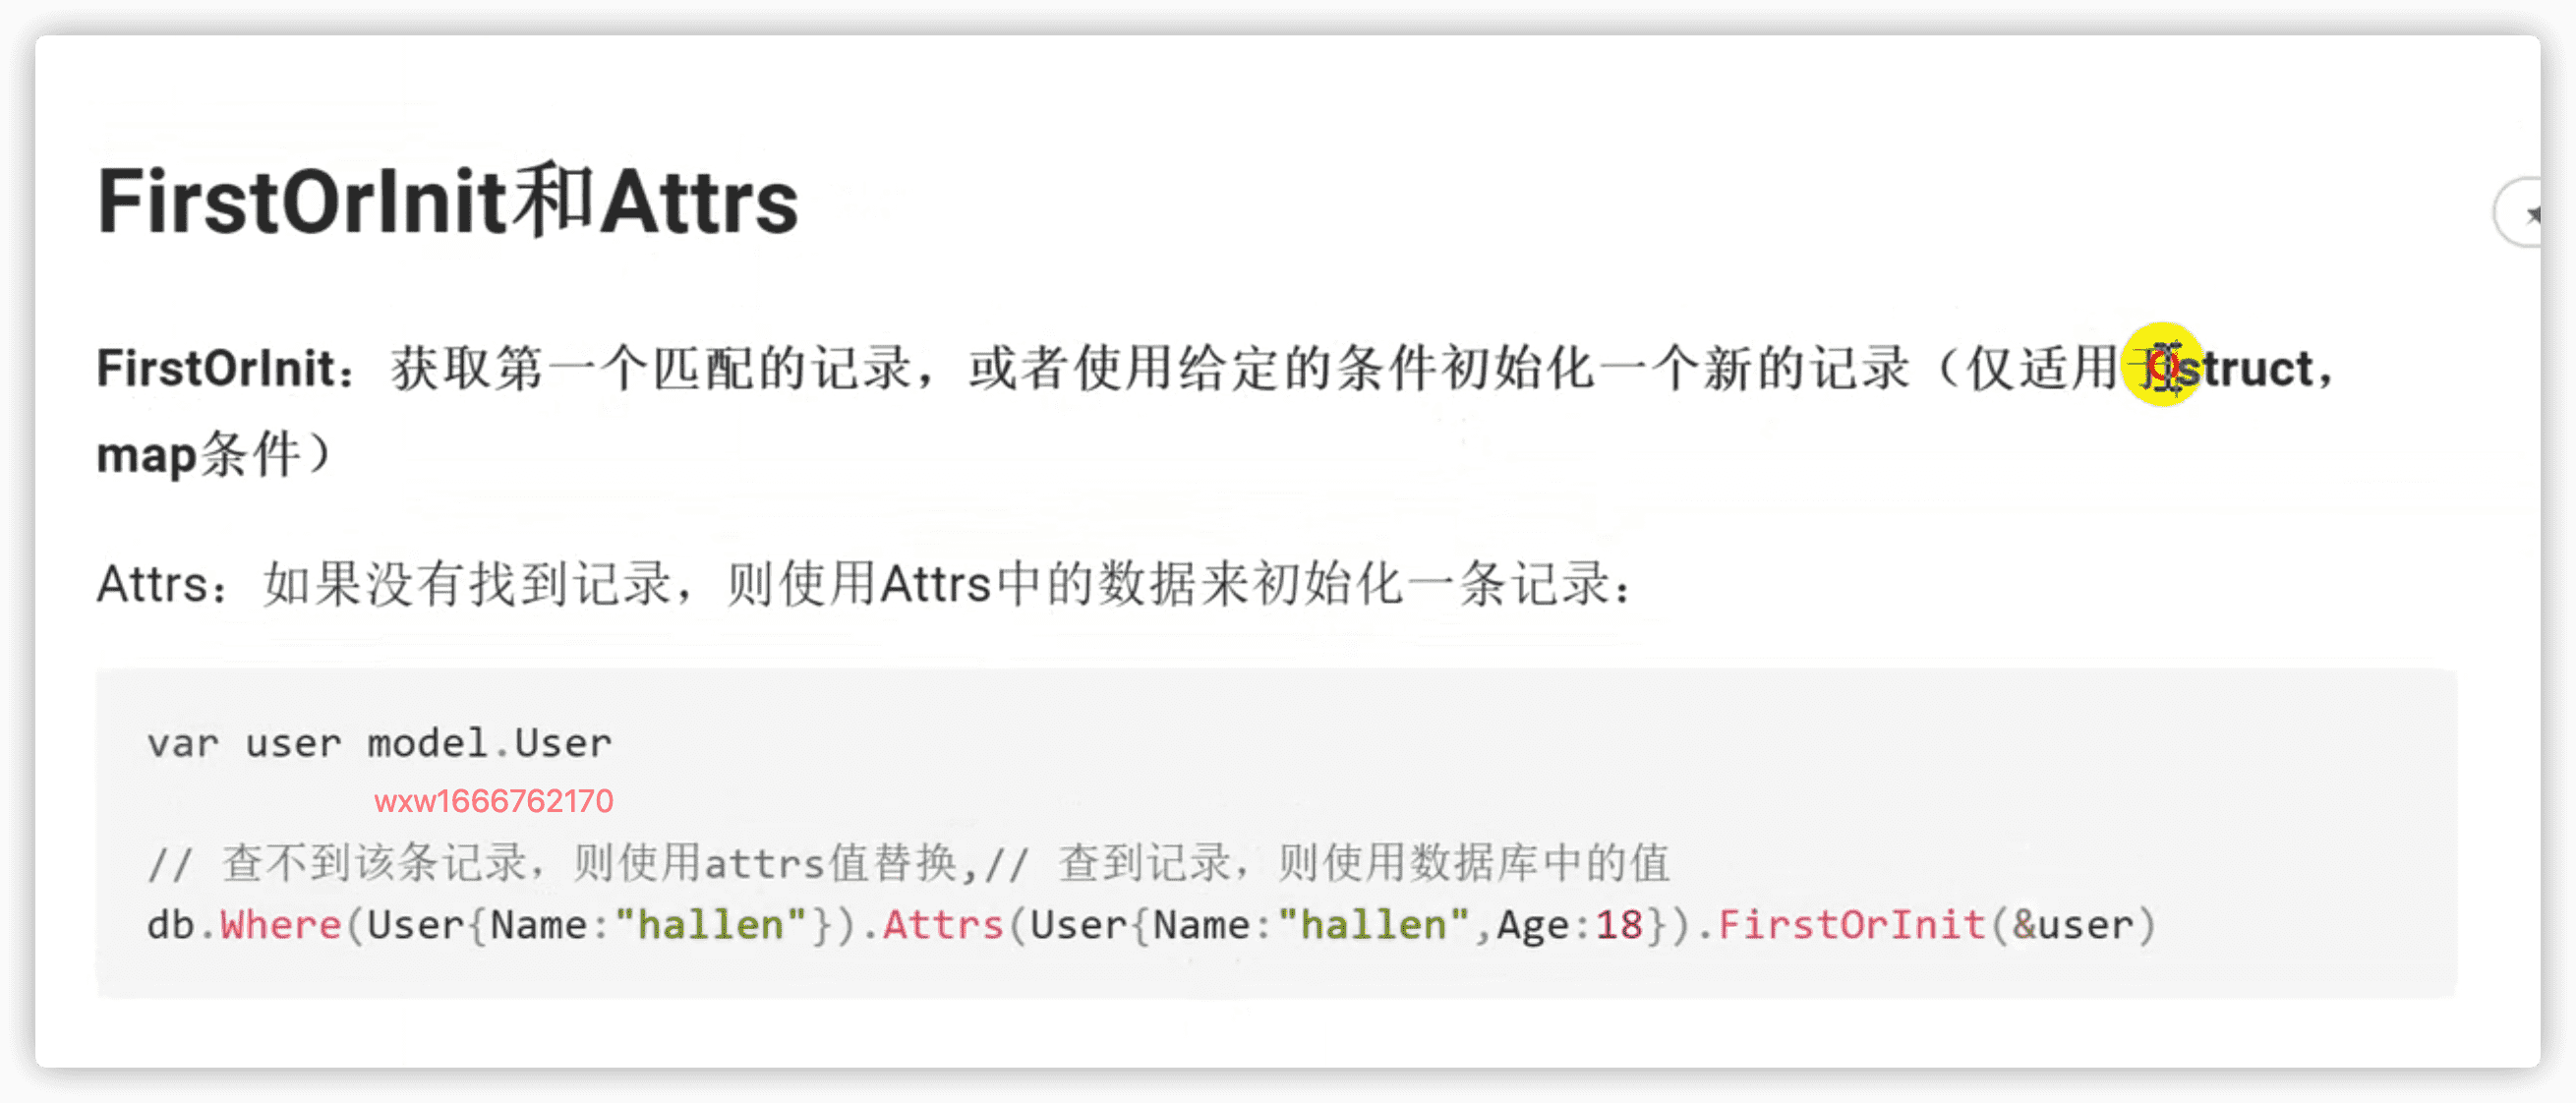 FirstOrInit和Attrs
FirstOrInit：获取第一个匹配的记录，或者使用给定的条件初始化一个新的记录（仅适用于struct，
map条件）
Attrs：如果没有找到记录，则使用Attrs中的数据来初始化一条记录：
var user model.User
wxw1666762170
// 查不到该条记录，则使用attrs值替换,// 查到记录，则使用数据库中的值
db.Where(User{Name:"hallen"}).Attrs(User{Name:"hallen",Age:18}).FirstOrInit(&user)